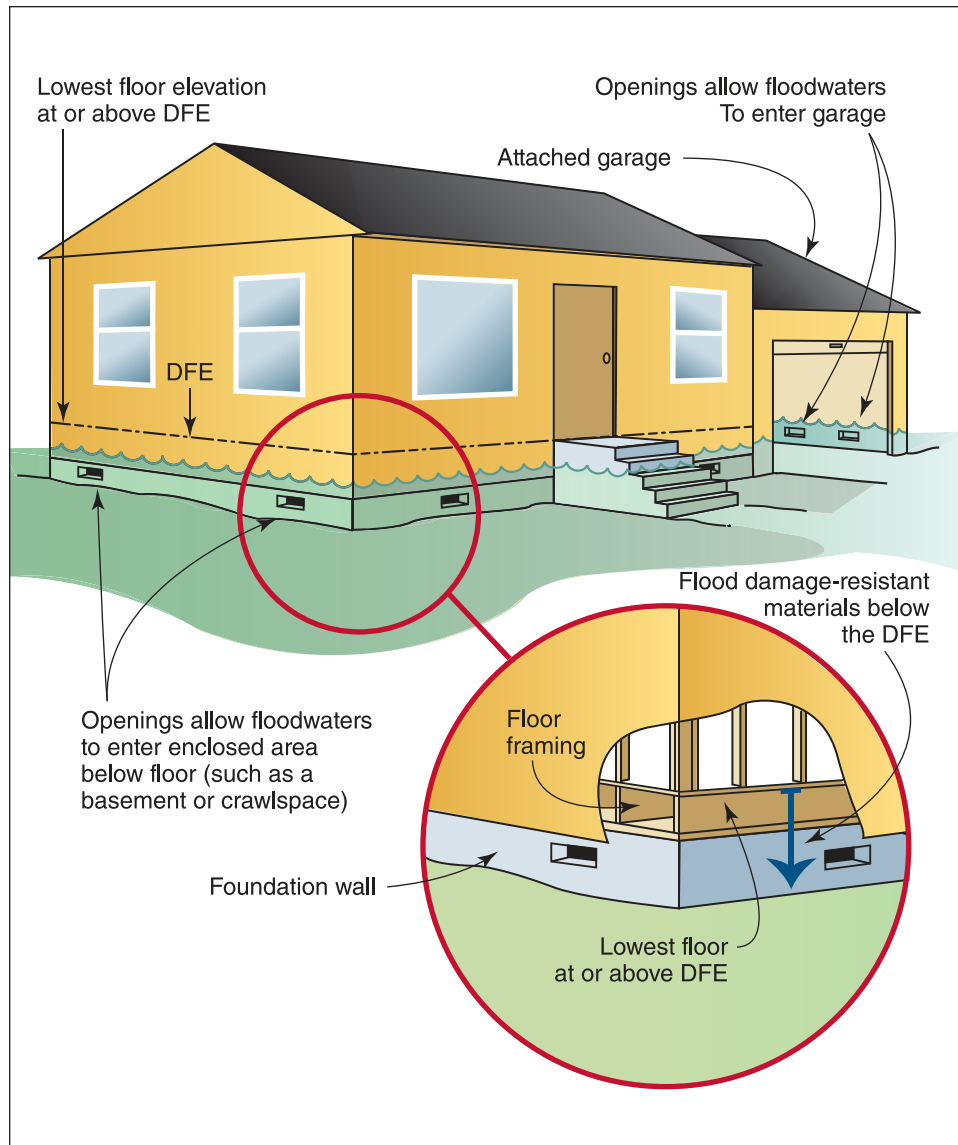 Lowest floor elevation
at or above DFE
Openings allow floodwaters
To enter garage
Attached garage
DFE
Flood damage-resistant
materials below
the DFE
Openings allow floodwaters
to enter enclosed area
below floor (such as a
basement or crawlspace)
Floor
framing
Foundation wall
Lowest floor
at or above DFE